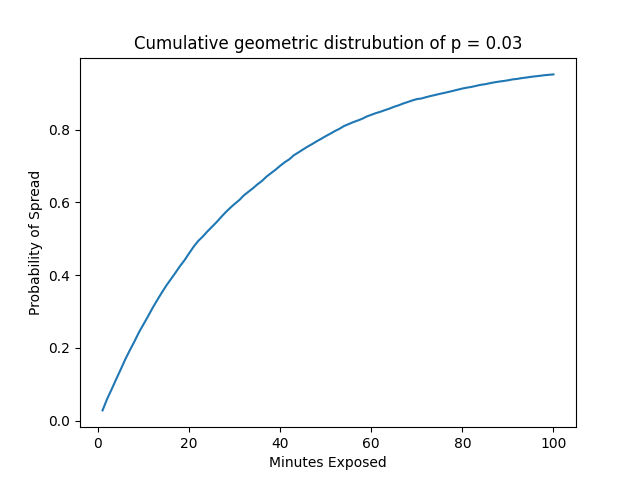 Cumulative geometric distrubution of p = 0.03
Probability of Spread
0.8
0.6
0.4
0.2
0.0
0 20 40 60 80 100
Minutes Exposed